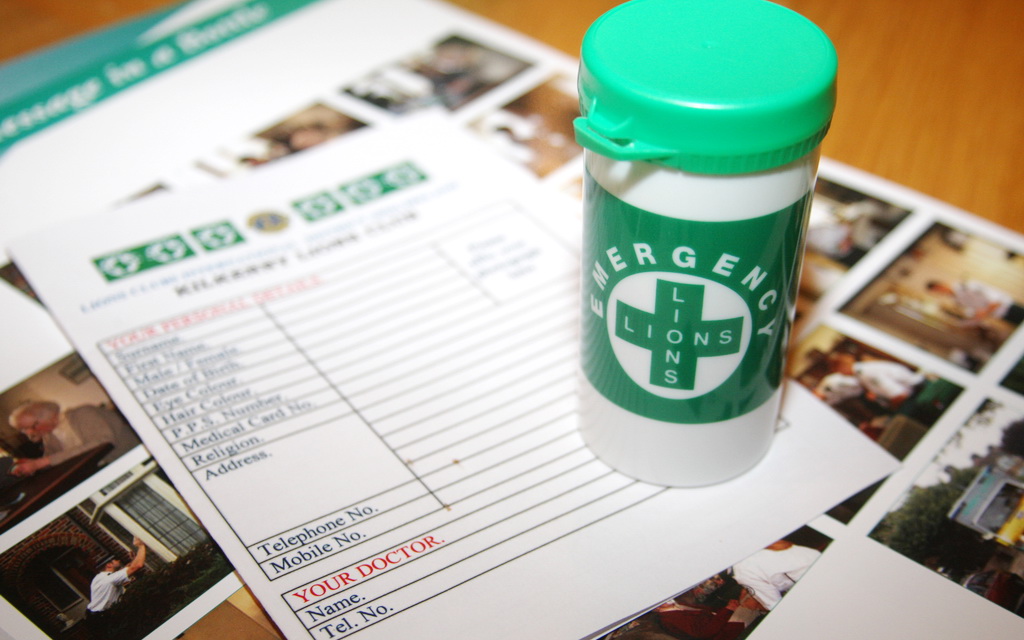 Message in a Bottle
KILKENNY LIONS CLUB
YOUR PERSONAL DETAILS
Surname.
First Name.
Male / Female.
Date of Birth.
Eye Colour.
Hair Colour.
P.P.S. Number.
Medical Card No.
Religion.
Address.
Telephone No.
Mobile No.
YOUR DOCTOR.
Name.
Tel. No.
EMERGENCY
LIONS
LIONS